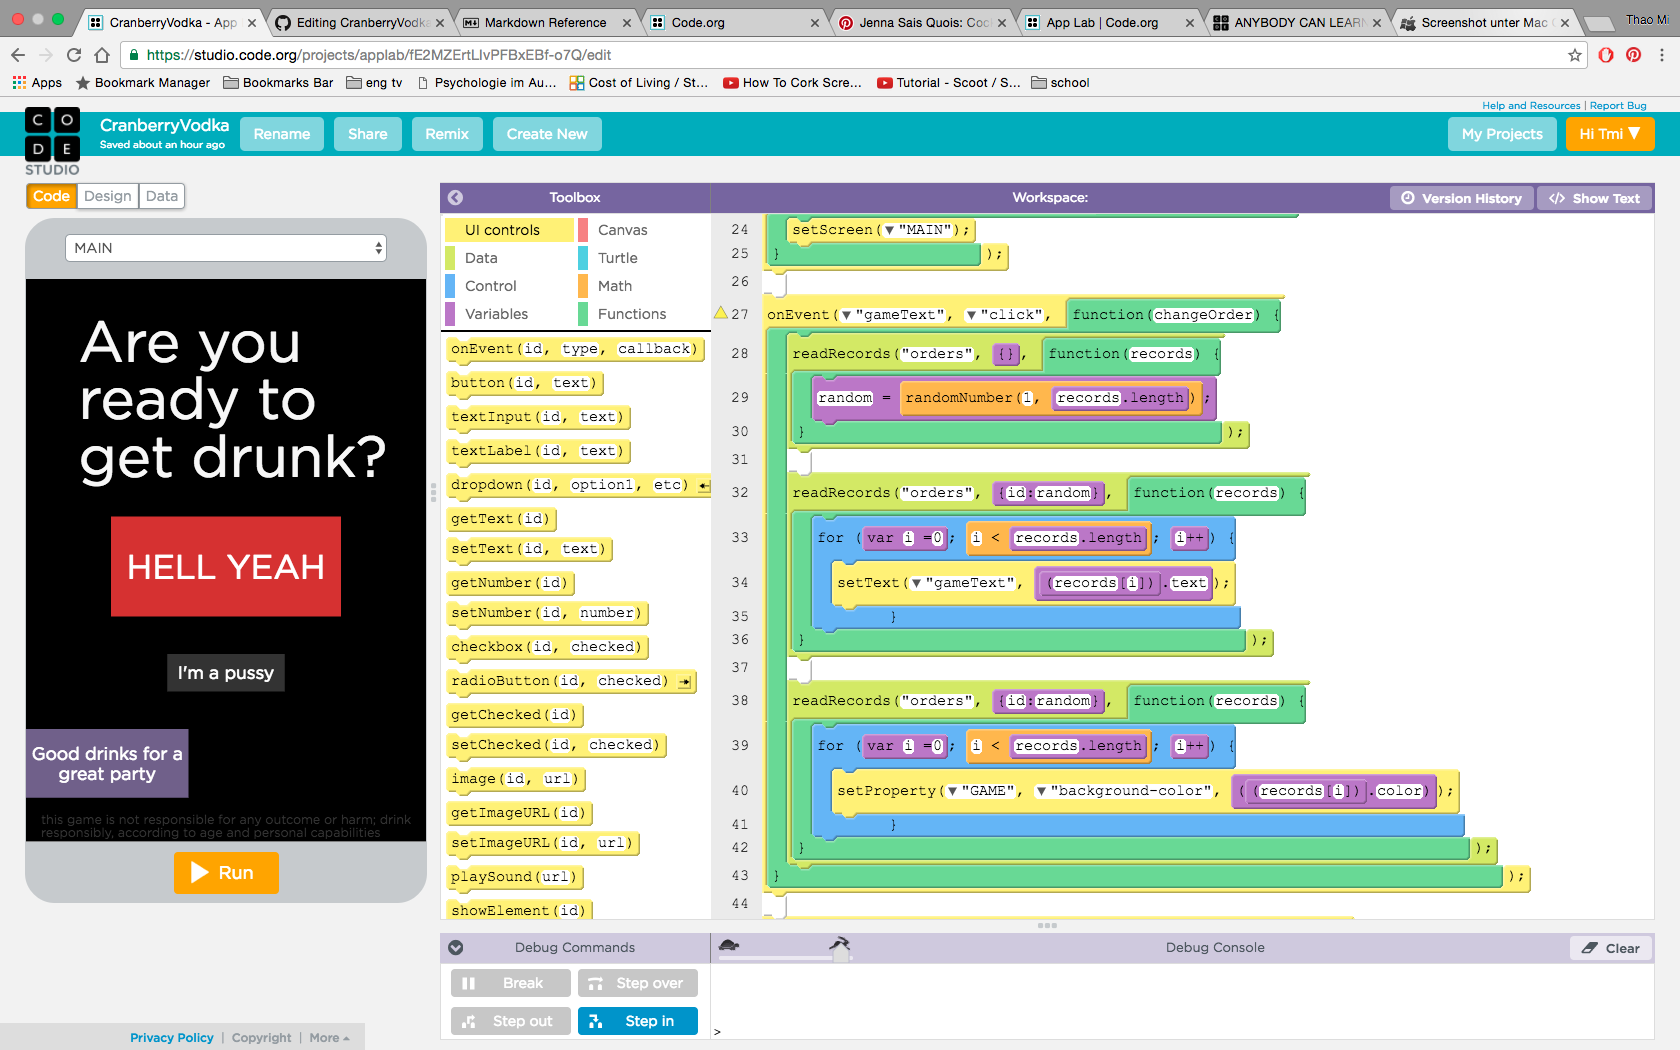 CranberryVodka - App
Editing CranberryVodka
Markdown Reference
Code.org
Jenna Sais Quois: Coc
App Lab | Code.org
ANYBODY CAN LEARN
Screenshot unter Mac
Thao Mi
https://studio.code.org/projects/applab/fE2MZErtLIvPFBxEBf-o7Q/edit
Apps
Bookmark Manager
Bookmarks Bar
eng tv
Psychologie im Au...
Cost of Living / St...
How To Cork Scre...
Tutorial - Scoot / S...
school
Help and Resources | Report Bug
CODE
STUDIO
CranberryVodka
Saved about an hour ago
Rename
Share
Remix
Create New
My Projects
Hi Tmi ▼
Code
Design
Data
Toolbox
Workspace:
Version History
</> Show Text
MAIN
Are you
ready to
get drunk?
HELL YEAH
I'm a pussy
Good drinks for a
great party
this game is not responsible for any outcome or harm; drink
responsibly, according to age and personal capabilities
Run
UI controls
Canvas
Data
Turtle
Control
Math
Variables
Functions
onEvent(id, type, callback)
button(id, text)
textInput(id, text)
textLabel(id, text)
dropdown(id, option1, etc)
getText(id)
setText(id, text)
getNumber(id)
setNumber(id, number)
checkbox(id, checked)
radioButton(id, checked)
getChecked(id)
setChecked(id, checked)
image(id, url)
getImageURL(id)
setImageURL(id, url)
playSound(url)
showElement(id)
24 setScreen(▼"MAIN");
25 } );
26
27 onEvent(▼"gameText", ▼"click", function(changeOrder) {
28 readRecords("orders", {}, function(records) {
29 random = randomNumber(1, records.length);
30 } );
31
32 readRecords("orders", {id:random}, function(records) {
33 for (var i =0; i < records.length; i++) {
34 setText(▼"gameText", (records[i]).text);
35 }
36 } );
37
38 readRecords("orders", {id:random}, function(records) {
39 for (var i =0; i < records.length; i++) {
40 setProperty(▼"GAME", ▼"background-color", ((records[i]).color));
41 }
42 } );
43 } );
44
Debug Commands
Debug Console
Clear
Break
Step over
Step out
Step in
>
Privacy Policy | Copyright | More